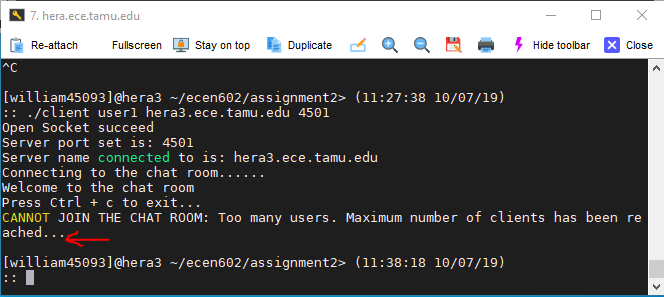 7. hera.ece.tamu.edu
Re-attach Fullscreen Stay on top Duplicate Hide toolbar Close
^C
[william45093]@hera3 ~/ecen602/assignment2> (11:27:38 10/07/19)
:: ./client user1 hera3.ece.tamu.edu 4501
Open Socket succeed
Server port set is: 4501
Server name connected to is: hera3.ece.tamu.edu
Connecting to the chat room......
Welcome to the chat room
Press Ctrl + c to exit...
CANNOT JOIN THE CHAT ROOM: Too many users. Maximum number of clients has been re
ached...
[william45093]@hera3 ~/ecen602/assignment2> (11:38:18 10/07/19)
::